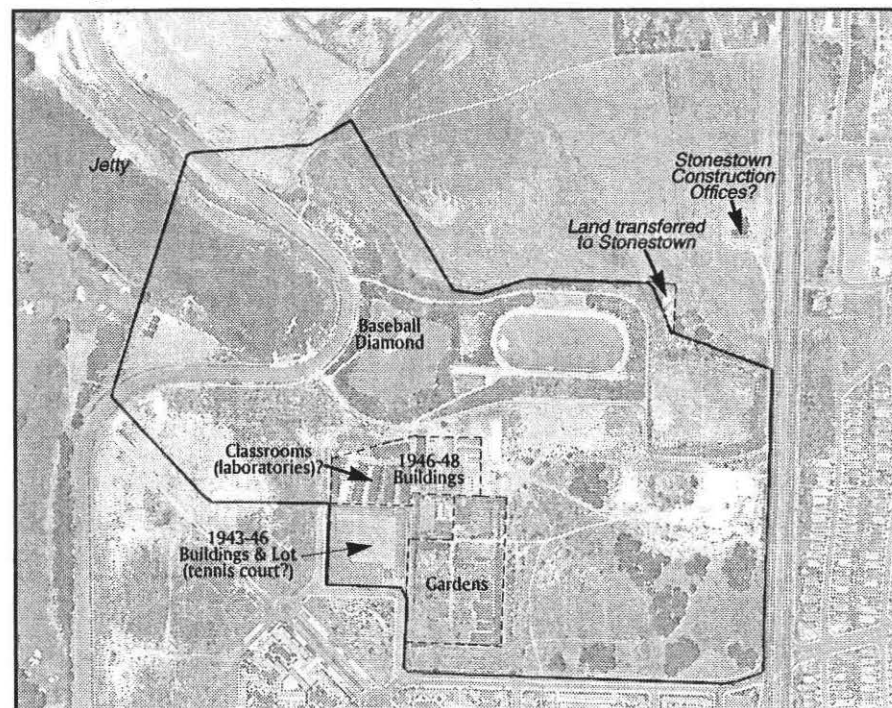 Jetty
Stonestown
Construction
Offices?
Land transferred
to Stonestown
Baseball
Diamond
Classrooms
(laboratories)?
1946-48
Buildings
1943-46
Buildings & Lot
(tennis court?)
Gardens